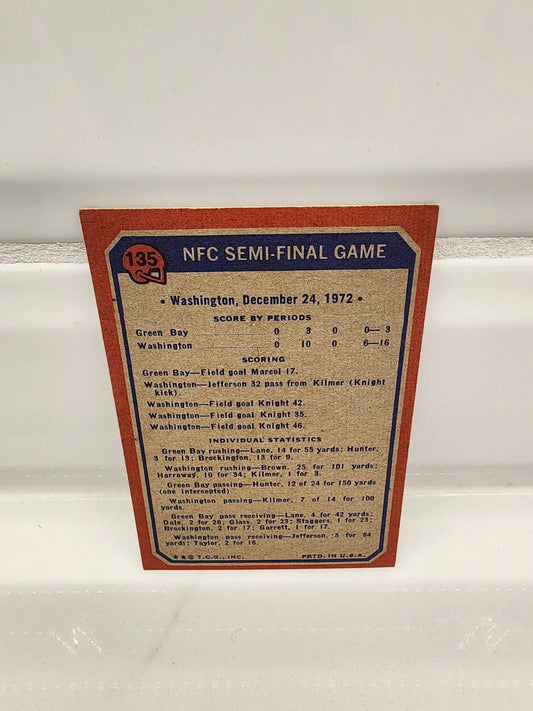 135
NFC SEMI-FINAL GAME
• Washington, December 24, 1972 •
SCORE BY PERIODS
Green Bay 0 3 0 0— 3
Washington 0 10 0 6—16
SCORING
Green Bay—Field goal Marcol 17.
Washington—Jefferson 32 pass from Kilmer (Knight
kick).
Washington—Field goal Knight 42.
Washington—Field goal Knight 35.
Washington—Field goal Knight 46.
INDIVIDUAL STATISTICS
Green Bay rushing—Lane, 14 for 55 yards; Hunter,
3 for 13; Brockington, 13 for 9.
Washington rushing—Brown, 25 for 101 yards;
Harraway, 10 for 34; Kilmer, 1 for 3.
Green Bay passing—Hunter, 12 of 24 for 150 yards
(one intercepted).
Washington passing—Kilmer, 7 of 14 for 100
yards.
Green Bay pass receiving—Lane, 4 for 42 yards;
Dale, 2 for 28; Glass, 2 for 23; Staggers, 1 for 23;
Brockington, 2 for 17; Garrett, 1 for 17.
Washington pass receiving—Jefferson, 5 for 84
yards; Taylor, 2 for 16.
★★© T.C.G., INC. PRTD. IN U.S.A.